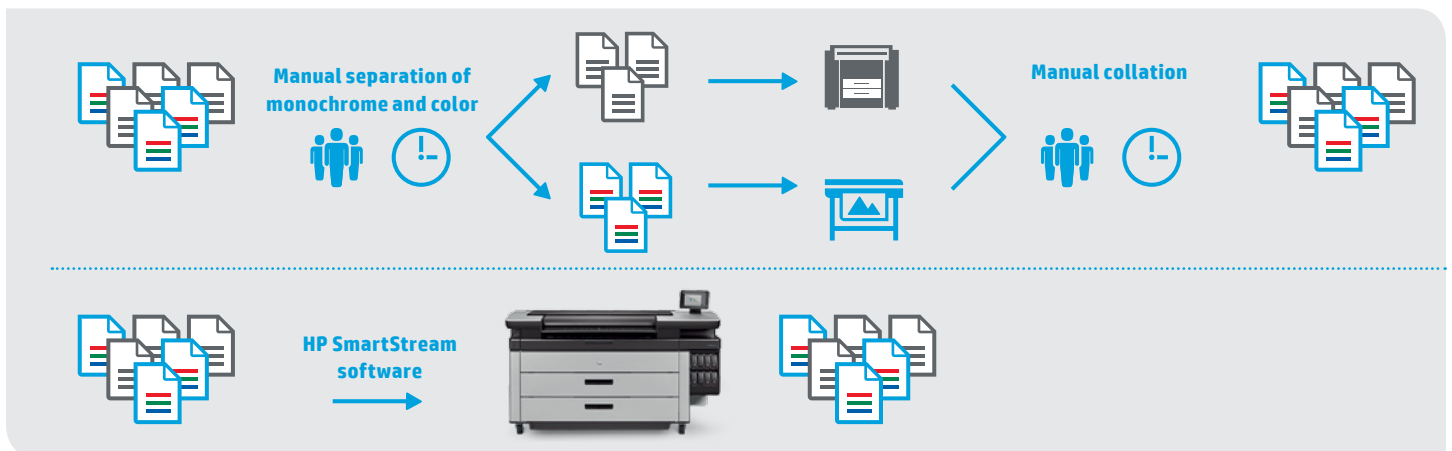 Manual separation of
monochrome and color
Manual collation
HP SmartStream
software